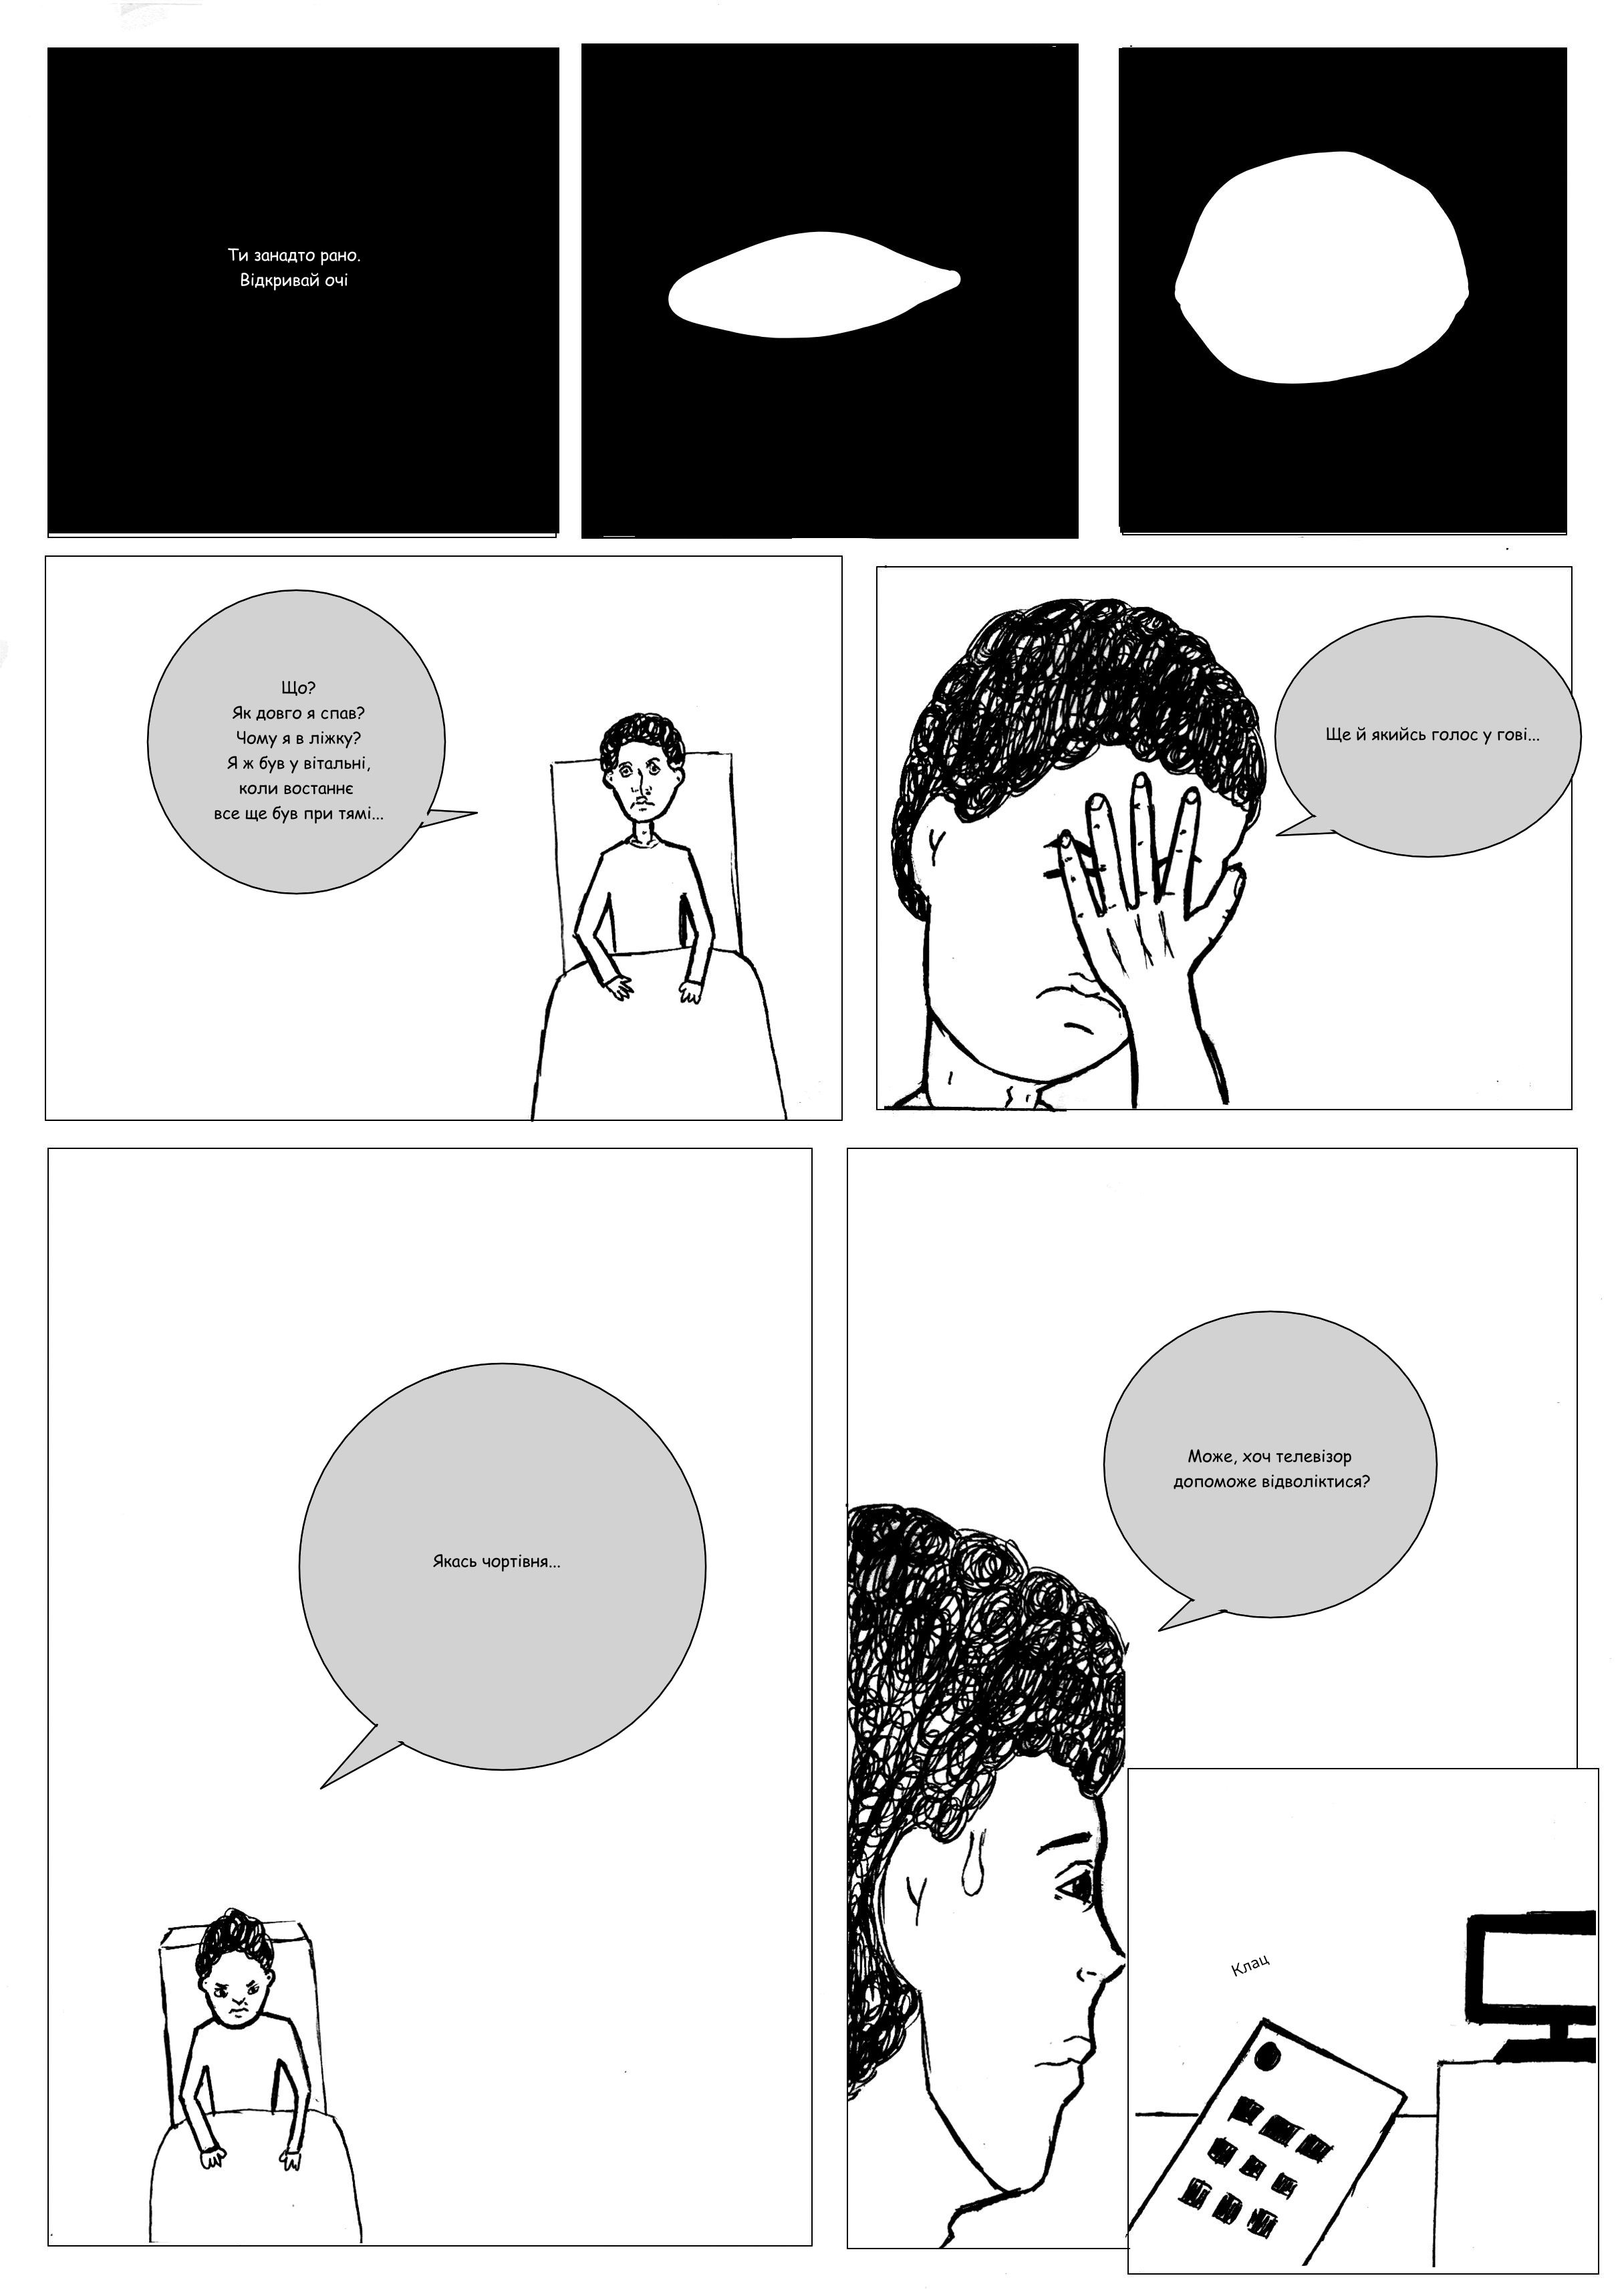 Ти занадто рано.
Відкривай очі
Що?
Як довго я спав?
Чому я в ліжку?
Я ж був у вітальні,
коли востаннє
все ще був при тямі...
Ще й якийсь голос у гові...
Якась чортівня...
Може, хоч телевізор
допоможе відволіктися?
Клац